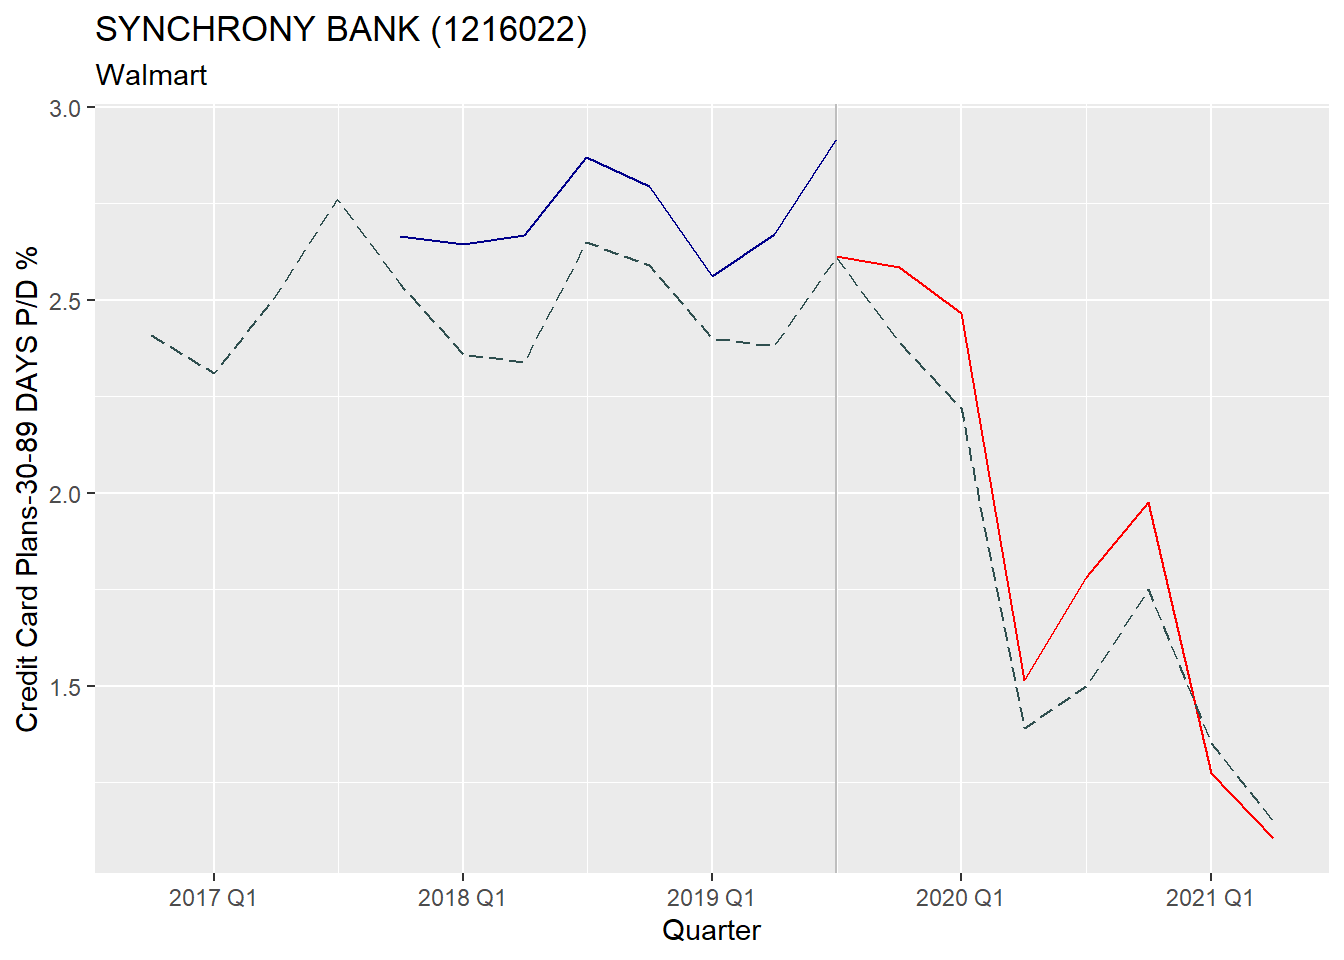 SYNCHRONY BANK (1216022)
Walmart
Credit Card Plans-30-89 DAYS P/D %
3.0
2.5
2.0
1.5
2017 Q1
2018 Q1
2019 Q1
2020 Q1
2021 Q1
Quarter